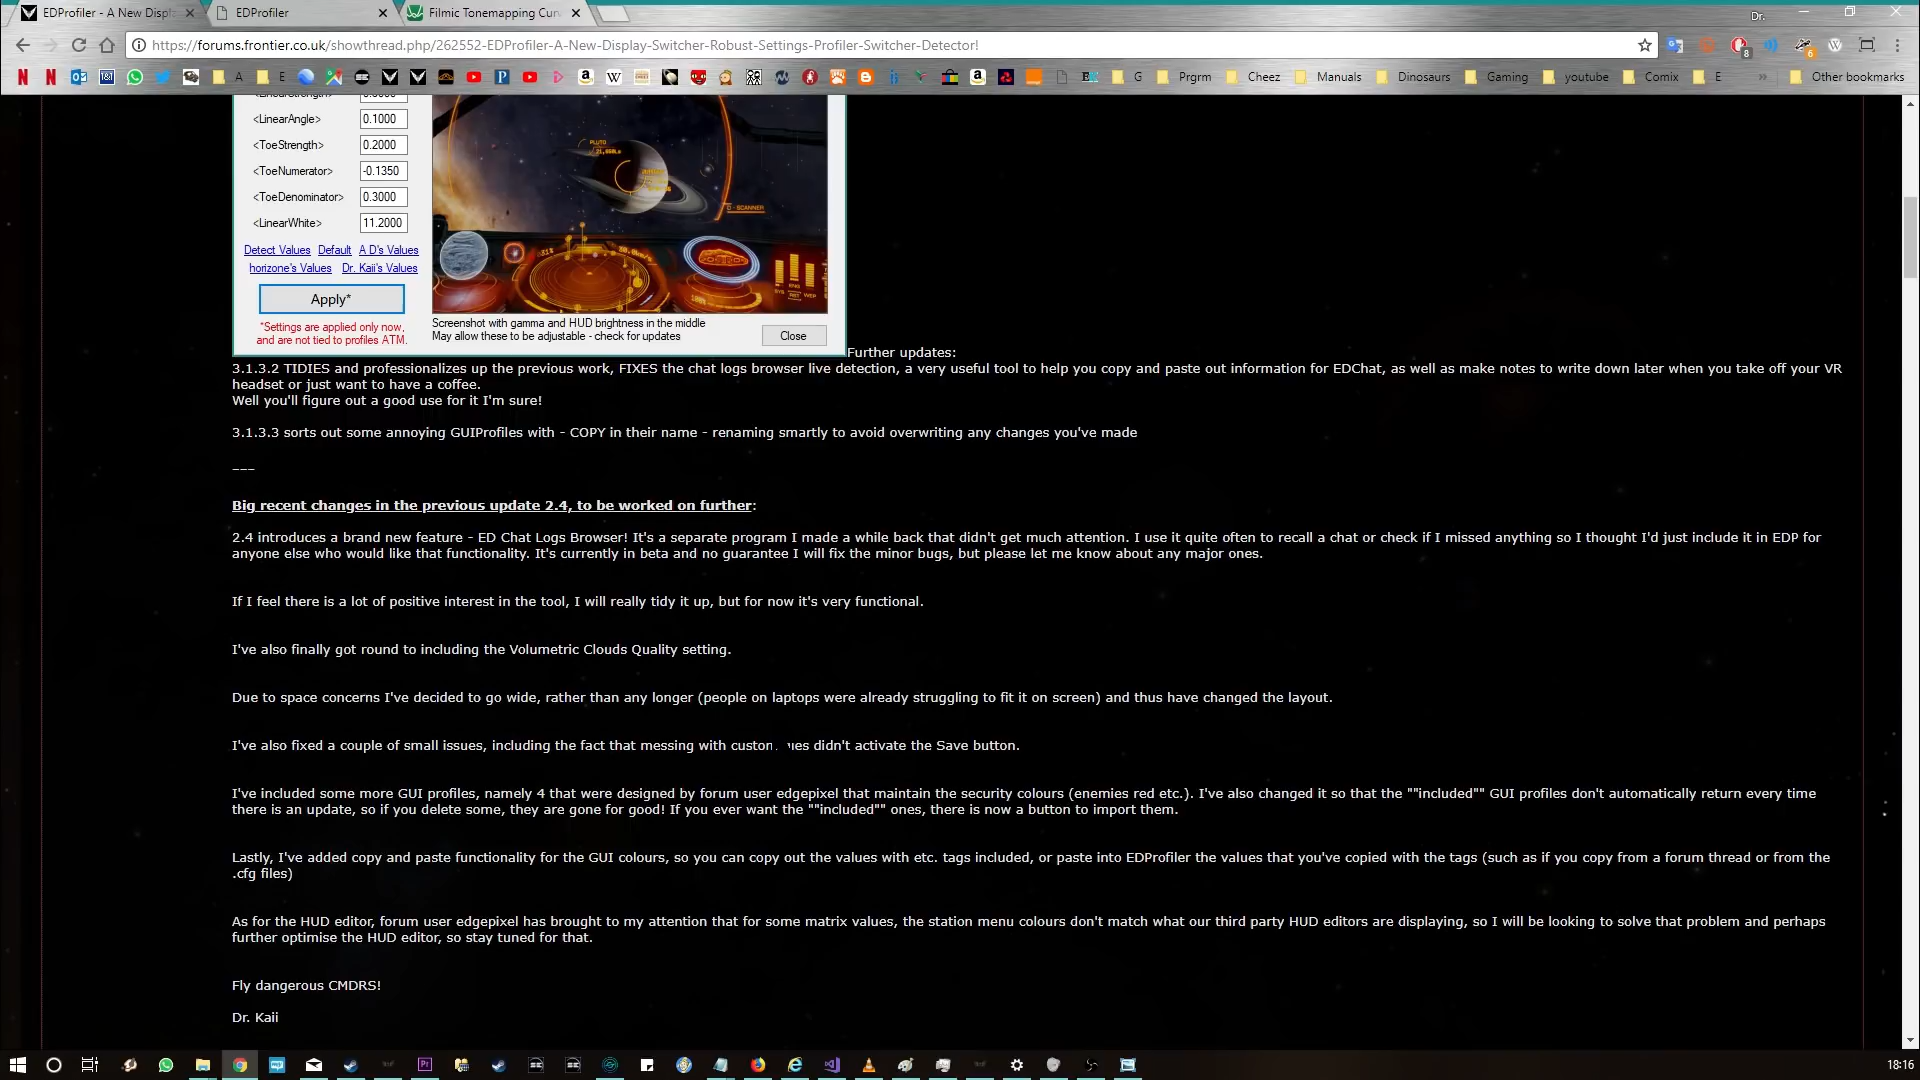 EDProfiler - A New Displ
EDProfiler
Filmic Tonemapping Cur
Dr.
https://forums.frontier.co.uk/showthread.php/262552-EDProfiler-A-New-Display-Switcher-Robust-Settings-Profiler-Switcher-Detector!
A
E
G
Prgrm
Cheez
Manuals
Dinosaurs
Gaming
youtube
Comix
E
Other bookmarks
<LinearAngle>
0.1000
<ToeStrength>
0.2000
<ToeNumerator>
-0.1350
<ToeDenominator>
0.3000
<LinearWhite>
11.2000
Detect Values Default A D's Values
horizone's Values Dr. Kaii's Values
Apply*
*Settings are applied only now,
and are not tied to profiles ATM.
PLUTO
SCANNER
Screenshot with gamma and HUD brightness in the middle
May allow these to be adjustable - check for updates
Close
Further updates:
3.1.3.2 TIDIES and professionalizes up the previous work, FIXES the chat logs browser live detection, a very useful tool to help you copy and paste out information for EDChat, as well as make notes to write down later when you take off your VR
headset or just want to have a coffee.
Well you'll figure out a good use for it I'm sure!
3.1.3.3 sorts out some annoying GUIProfiles with - COPY in their name - renaming smartly to avoid overwriting any changes you've made
---
Big recent changes in the previous update 2.4, to be worked on further:
2.4 introduces a brand new feature - ED Chat Logs Browser! It's a separate program I made a while back that didn't get much attention. I use it quite often to recall a chat or check if I missed anything so I thought I'd just include it in EDP for
anyone else who would like that functionality. It's currently in beta and no guarantee I will fix the minor bugs, but please let me know about any major ones.
If I feel there is a lot of positive interest in the tool, I will really tidy it up, but for now it's very functional.
I've also finally got round to including the Volumetric Clouds Quality setting.
Due to space concerns I've decided to go wide, rather than any longer (people on laptops were already struggling to fit it on screen) and thus have changed the layout.
I've also fixed a couple of small issues, including the fact that messing with custom didn't activate the Save button.
I've included some more GUI profiles, namely 4 that were designed by forum user edgepixel that maintain the security colours (enemies red etc.). I've also changed it so that the ""included"" GUI profiles don't automatically return every time
there is an update, so if you delete some, they are gone for good! If you ever want the ""included"" ones, there is now a button to import them.
Lastly, I've added copy and paste functionality for the GUI colours, so you can copy out the values with etc. tags included, or paste into EDProfiler the values that you've copied with the tags (such as if you copy from a forum thread or from the
.cfg files)
As for the HUD editor, forum user edgepixel has brought to my attention that for some matrix values, the station menu colours don't match what our third party HUD editors are displaying, so I will be looking to solve that problem and perhaps
further optimise the HUD editor, so stay tuned for that.
Fly dangerous CMDRS!
Dr. Kaii
18:16